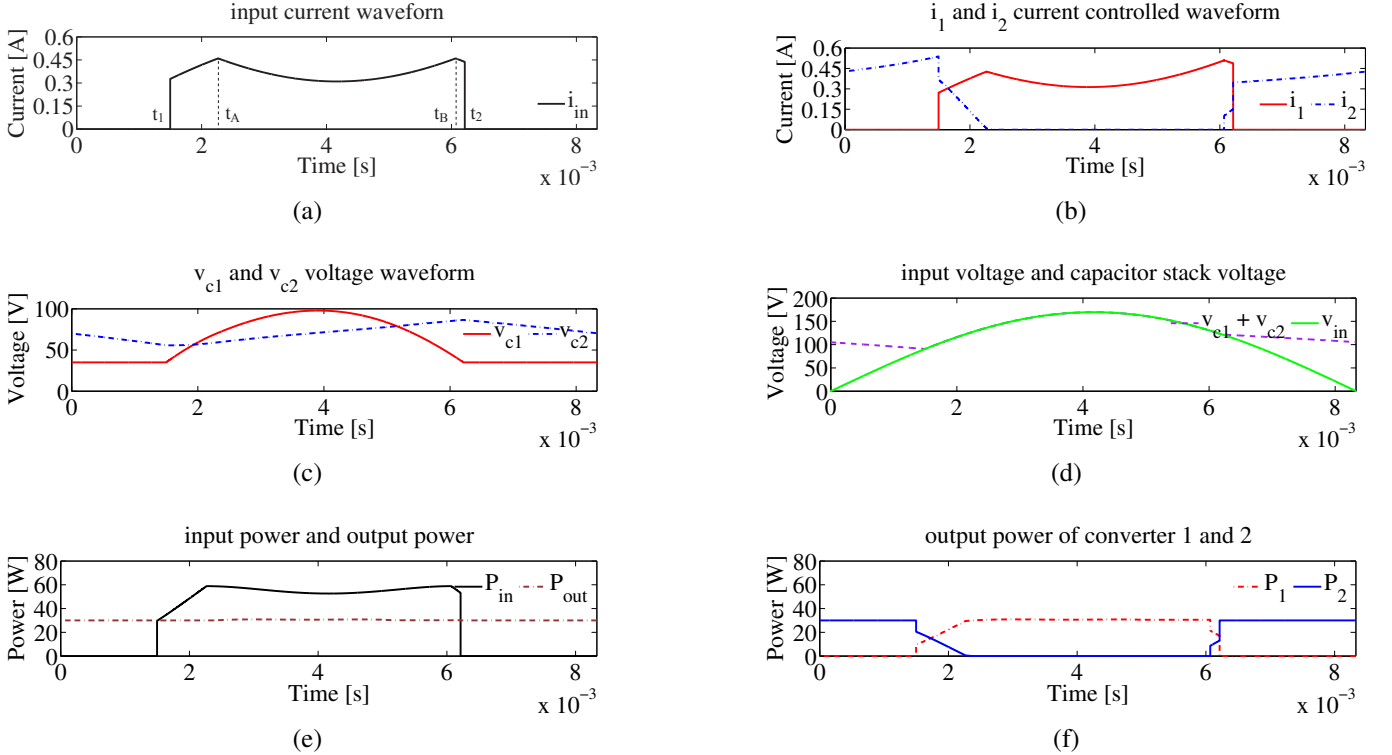 input current waveforn
Current [A]
0.6
0.45
0.3
0.15
0
t1
tA
tB
t2
iin
0 2 4 6 8
Time [s]
x 10−3
(a)
i1 and i2 current controlled waveform
Current [A]
0.6
0.45
0.3
0.15
0
i1 i2
0 2 4 6 8
Time [s]
x 10−3
(b)
vc1 and vc2 voltage waveform
Voltage [V]
100
50
0
vc1 vc2
0 2 4 6 8
Time [s]
x 10−3
(c)
input voltage and capacitor stack voltage
Voltage [V]
200
150
100
50
0
vc1 + vc2 vin
0 2 4 6 8
Time [s]
x 10−3
(d)
input power and output power
Power [W]
80
60
40
20
0
Pin Pout
0 2 4 6 8
Time [s]
x 10−3
(e)
output power of converter 1 and 2
Power [W]
80
60
40
20
0
P1 P2
0 2 4 6 8
Time [s]
x 10−3
(f)